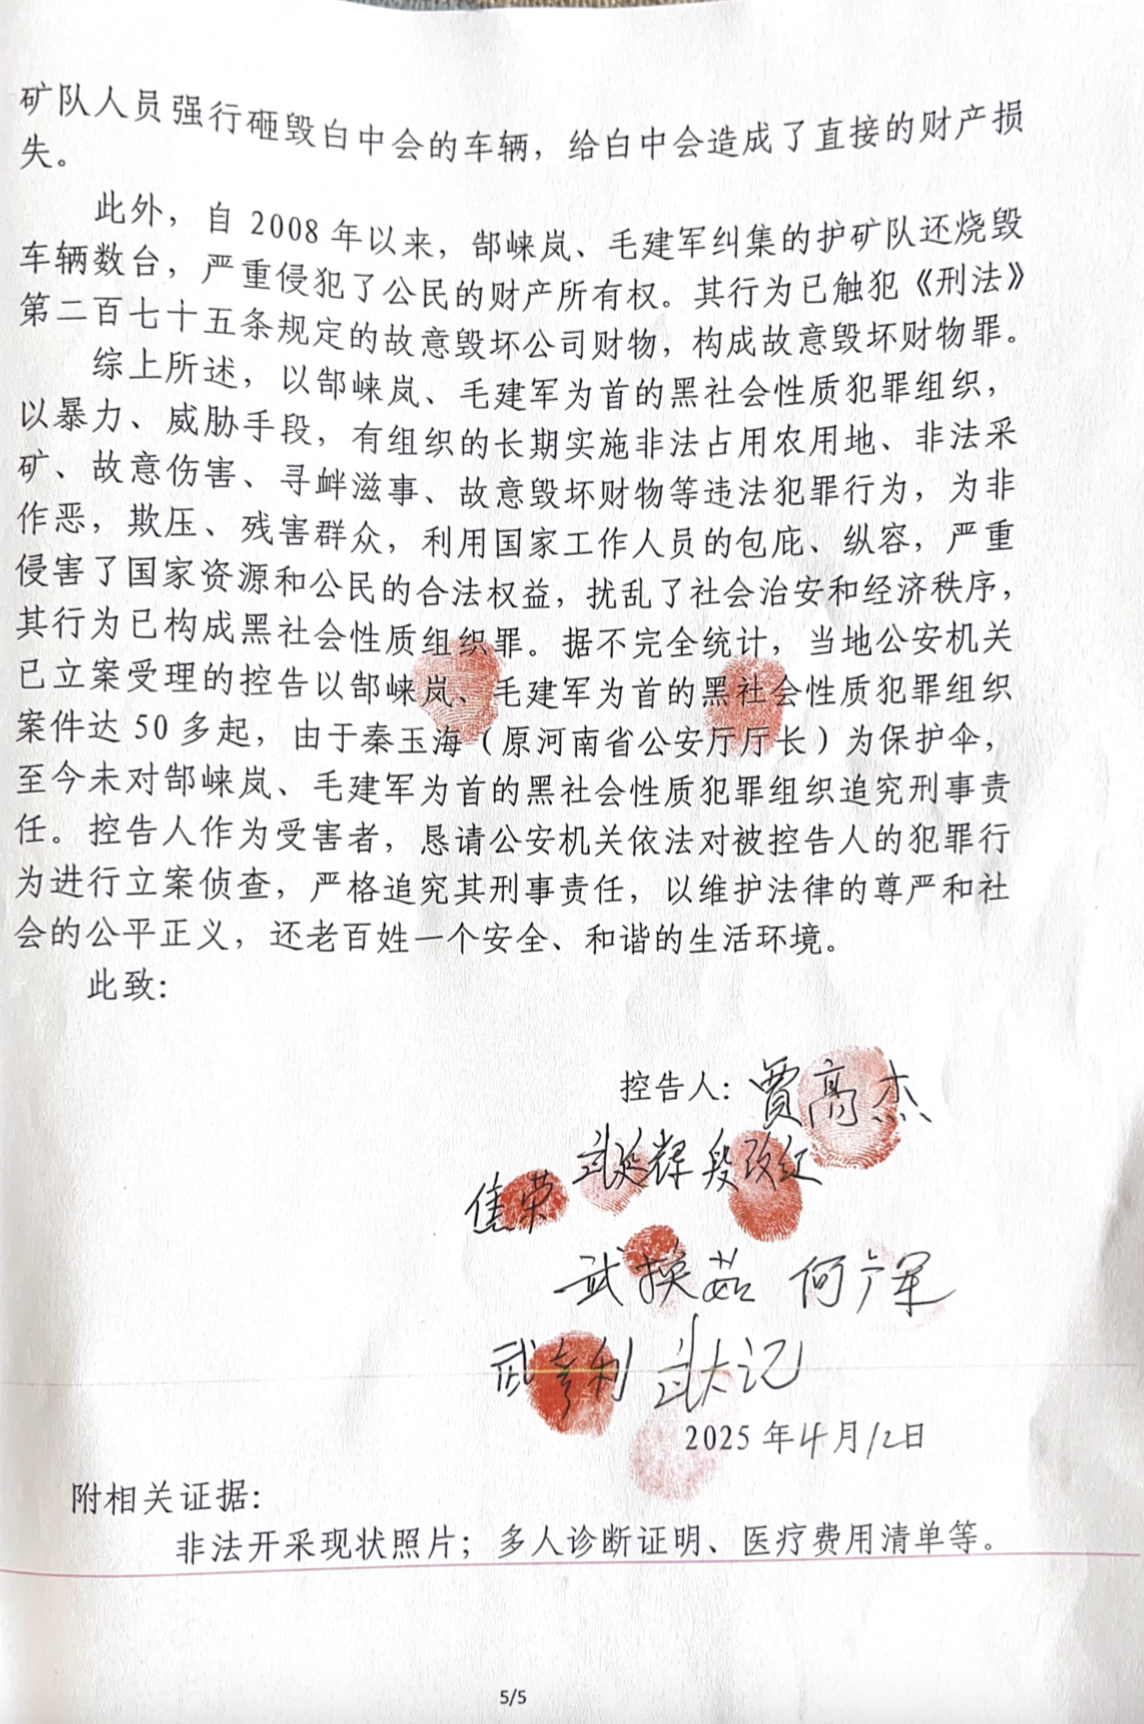 矿队人员强行砸毁白中会的车辆，给白中会造成了直接的财产损
失。
此外，自 2008 年以来，郜崃岚、毛建军纠集的护矿队还烧毁
车辆数台，严重侵犯了公民的财产所有权。其行为已触犯《刑法》
第二百七十五条规定的故意毁坏公司财物，构成故意毁坏财物罪。
综上所述，以郜崃岚、毛建军为首的黑社会性质犯罪组织，
以暴力、威胁手段，有组织的长期实施非法占用农用地、非法采
矿、故意伤害、寻衅滋事、故意毁坏财物等违法犯罪行为，为非
作恶，欺压、残害群众，利用国家工作人员的包庇、纵容，严重
侵害了国家资源和公民的合法权益，扰乱了社会治安和经济秩序，
其行为已构成黑社会性质组织罪。据不完全统计，当地公安机关
已立案受理的控告以郜崃岚、毛建军为首的黑社会性质犯罪组织
案件达 50 多起，由于秦玉海（原河南省公安厅厅长）为保护伞，
至今未对郜崃岚、毛建军为首的黑社会性质犯罪组织追究刑事责
任。控告人作为受害者，恳请公安机关依法对被控告人的犯罪行
为进行立案侦查，严格追究其刑事责任，以维护法律的尊严和社
会的公平正义，还老百姓一个安全、和谐的生活环境。
此致：
控告人：贾高杰
武延辉 段改红
焦荣
武换茹 何广军
武 武大记
2025 年 4 月 12 日
附相关证据：
非法开采现状照片；多人诊断证明、医疗费用清单等。
5/5